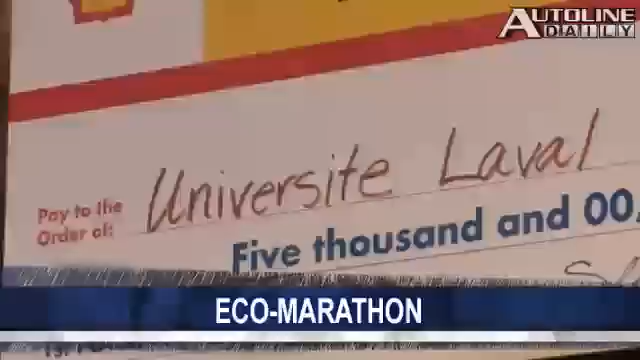 AUTOLINE
DAILY
Universite Laval
Pay to the
Order of:
Five thousand and 00
ECO-MARATHON